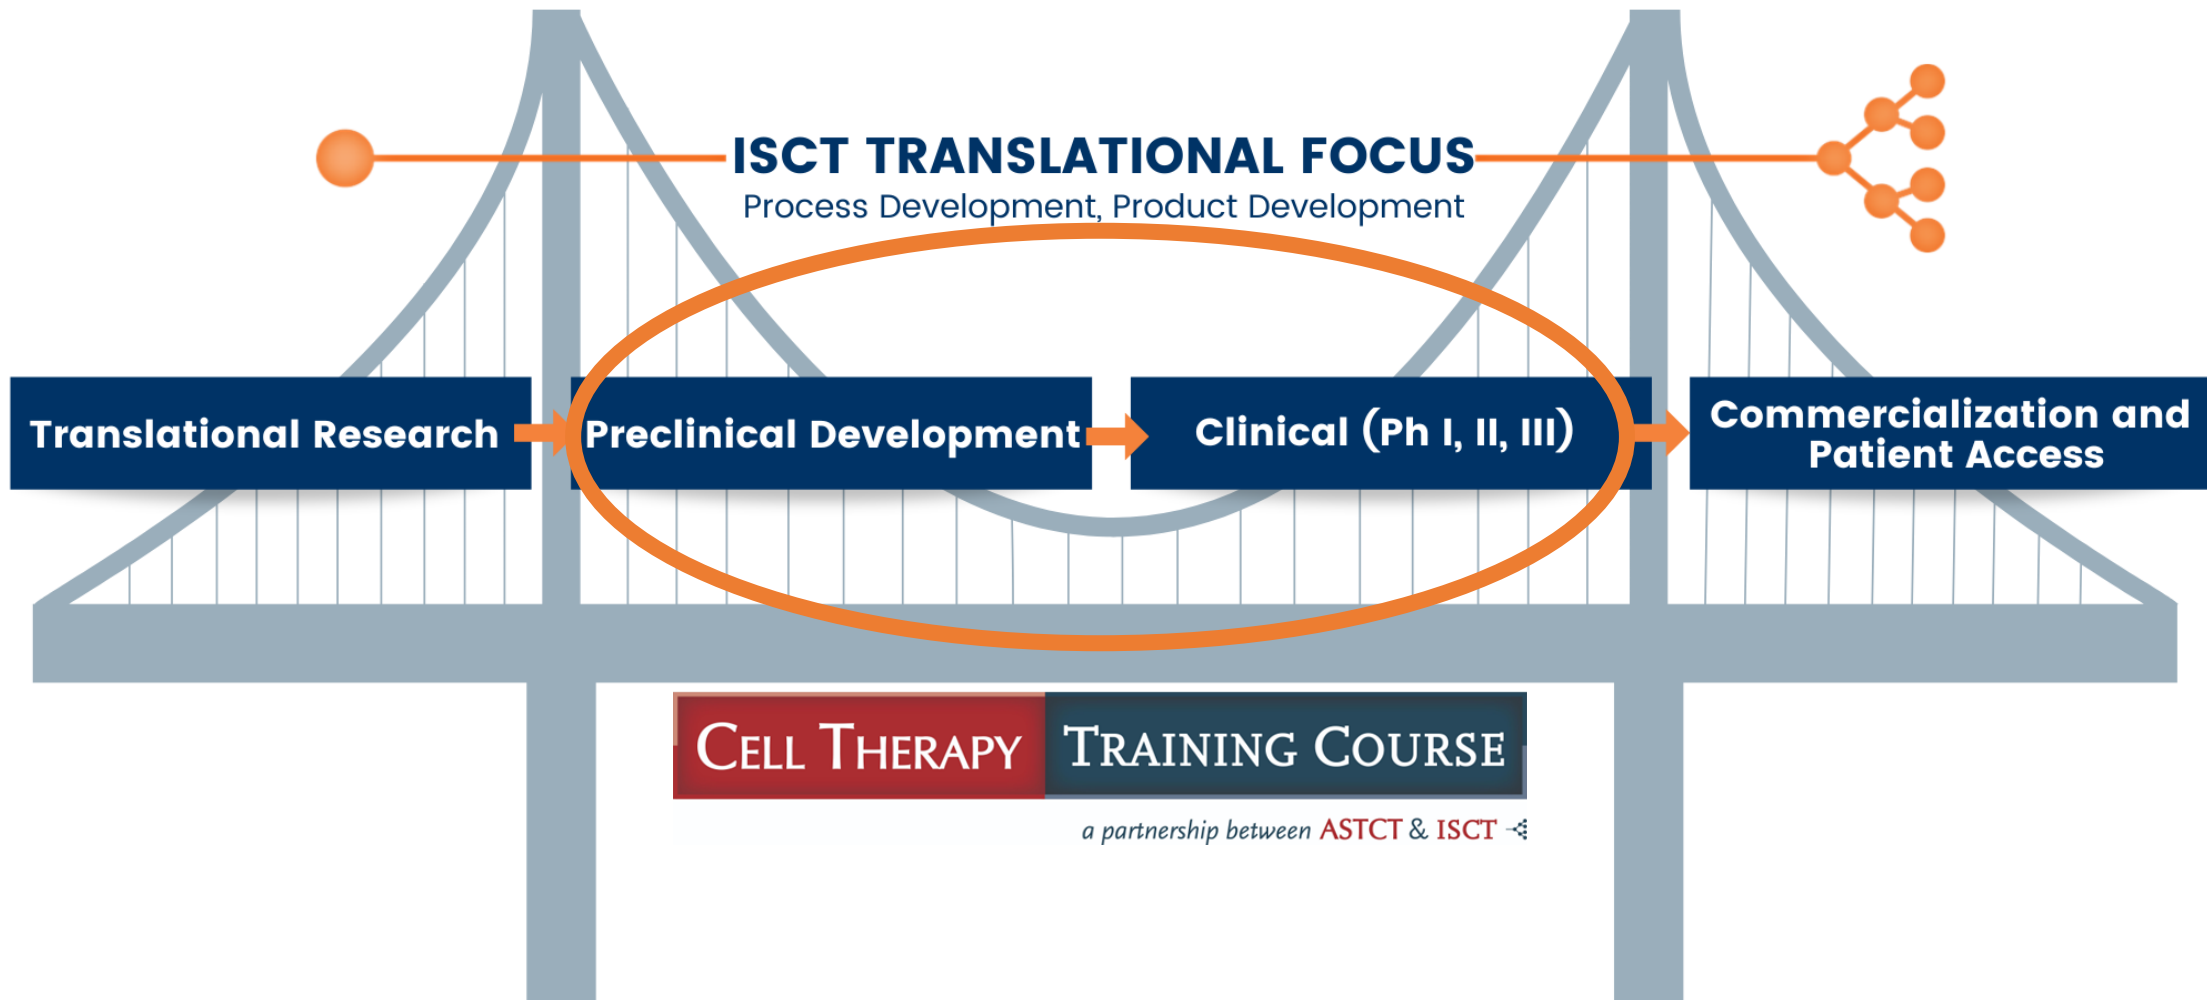 ISCT TRANSLATIONAL FOCUS
Process Development, Product Development
Translational Research
Preclinical Development
Clinical (Ph I, II, III)
Commercialization and
Patient Access
CELL THERAPY TRAINING COURSE
a partnership between ASTCT & ISCT